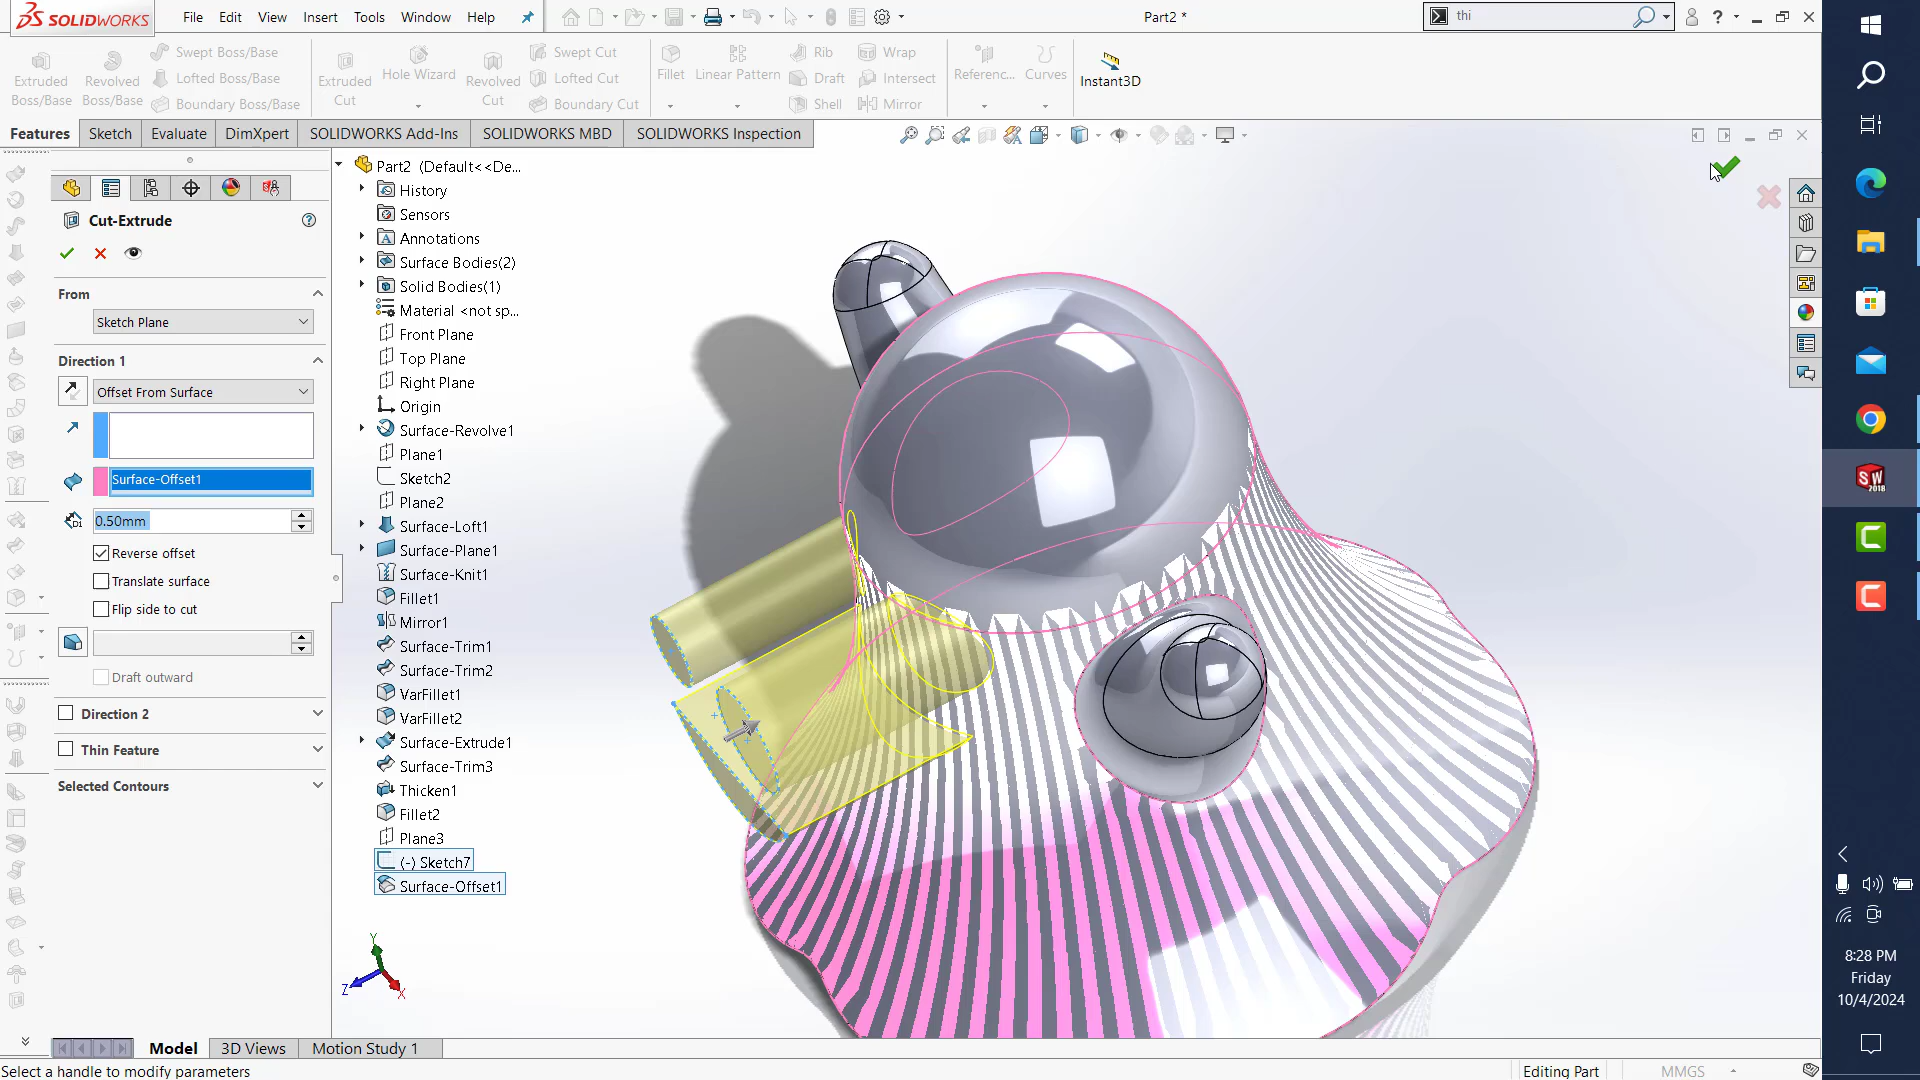 SOLIDWORKS
File Edit View Insert Tools Window Help
Part2 *
thi
Extruded Boss/Base
Revolved Boss/Base
Swept Boss/Base
Lofted Boss/Base
Boundary Boss/Base
Extruded Cut
Hole Wizard
Revolved Cut
Swept Cut
Lofted Cut
Boundary Cut
Fillet
Linear Pattern
Rib
Draft
Shell
Wrap
Intersect
Mirror
Referenc...
Curves
Instant3D
Features Sketch Evaluate DimXpert SOLIDWORKS Add-Ins SOLIDWORKS MBD SOLIDWORKS Inspection
Cut-Extrude
From
Sketch Plane
Direction 1
Offset From Surface
Surface-Offset1
0.50mm
Reverse offset
Translate surface
Flip side to cut
Draft outward
Direction 2
Thin Feature
Selected Contours
Part2 (Default<<De...
History
Sensors
Annotations
Surface Bodies(2)
Solid Bodies(1)
Material <not sp...
Front Plane
Top Plane
Right Plane
Origin
Surface-Revolve1
Plane1
Sketch2
Plane2
Surface-Loft1
Surface-Plane1
Surface-Knit1
Fillet1
Mirror1
Surface-Trim1
Surface-Trim2
VarFillet1
VarFillet2
Surface-Extrude1
Surface-Trim3
Thicken1
Fillet2
Plane3
(-) Sketch7
Surface-Offset1
Y
Z
X
Model 3D Views Motion Study 1
Select a handle to modify parameters
Editing Part
MMGS
SW
2018
8:28 PM
Friday
10/4/2024